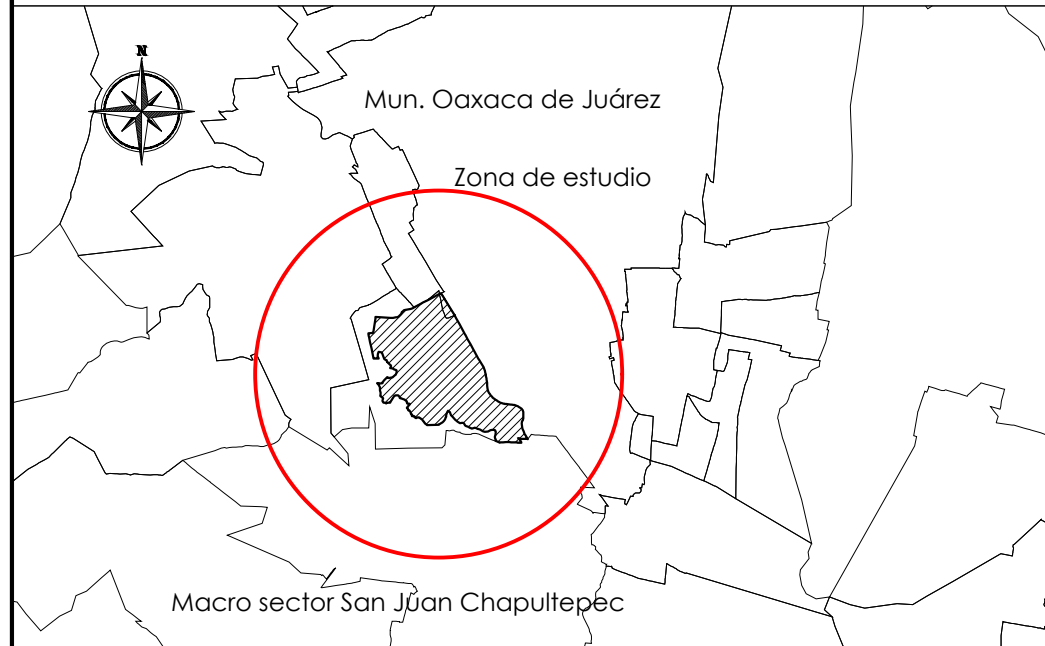 N
Mun. Oaxaca de Juárez
Zona de estudio
Macro sector San Juan Chapultepec